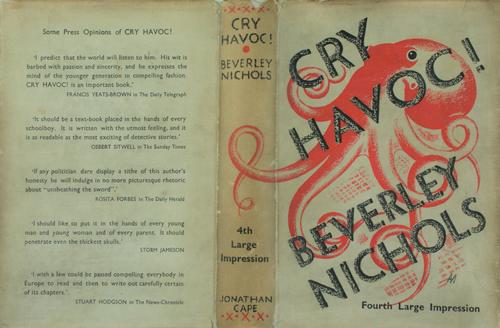 Some Press Opinions of CRY HAVOC!
'I predict that the world will listen to him. His wit is
barbed with passion and sincerity, and he expresses the
mind of the younger generation in compelling fashion.
CRY HAVOC! is an important book.'
FRANCIS YEATS-BROWN in The Daily Telegraph
'It should be a text-book placed in the hands of every
schoolboy. It is written with the utmost feeling, and it
is as readable as the most exciting of detective stories.'
OSBERT SITWELL in The Sunday Times
'If any politician dare display a tithe of this author's
honesty he will indulge in no more picturesque rhetoric
about "unsheathing the sword".'
ROSITA FORBES in The Daily Herald
'I should like to put it in the hands of every young
man and young woman and of every parent. It should
penetrate even the thickest skulls.'
STORM JAMESON
'I wish a law could be passed compelling everybody in
Europe to read and then to write out carefully certain
of its chapters.'
STUART HODGSON in The News-Chronicle
CRY
HAVOC!
BEVERLEY
NICHOLS
4th
Large
Impression
JONATHAN
CAPE
CRY
HAVOC!
BEVERLEY
NICHOLS
Fourth Large Impression